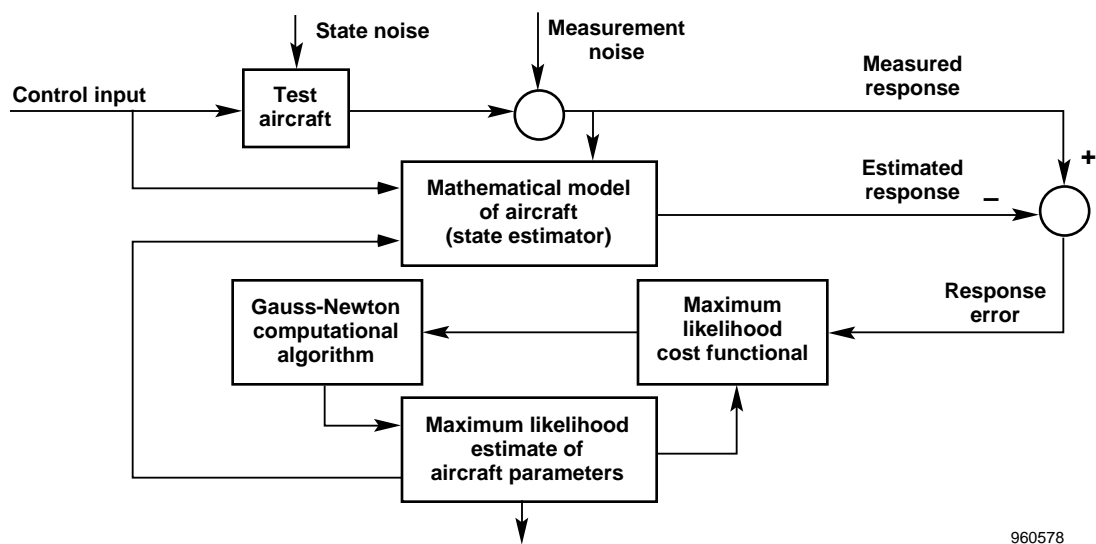 State noise
Measurement
noise
Measured
response
Control input
Test
aircraft
+
Estimated
response
–
Mathematical model
of aircraft
(state estimator)
Gauss-Newton
computational
algorithm
Maximum
likelihood
cost functional
Response
error
Maximum likelihood
estimate of
aircraft parameters
960578